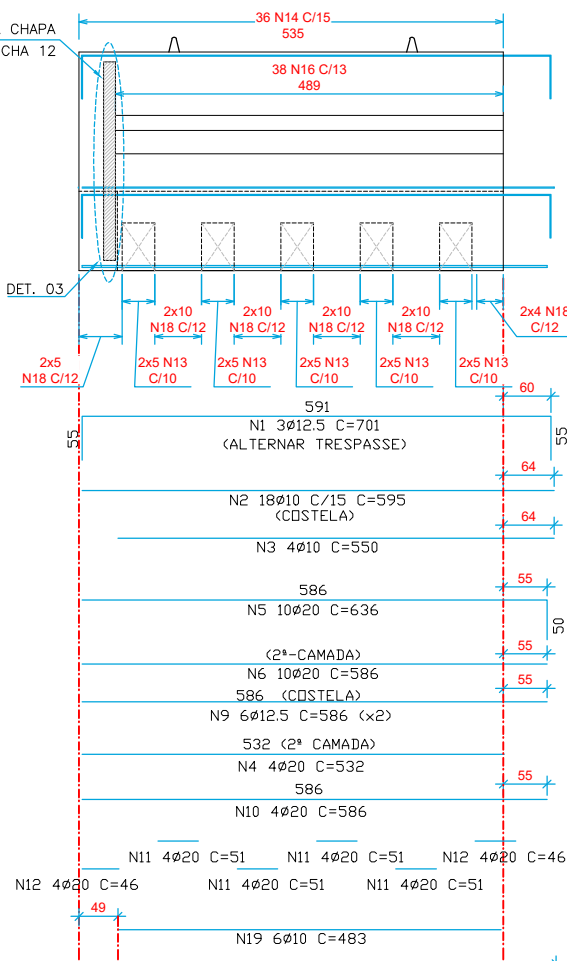 36 N14 C/15
535
CHAPA
CHA 12
38 N16 C/13
489
DET. 03
2x10
N18 C/12
2x10
N18 C/12
2x10
N18 C/12
2x10
N18 C/12
2x4 N18
C/12
2x5
N18 C/12
2x5 N13
C/10
2x5 N13
C/10
2x5 N13
C/10
2x5 N13
C/10
2x5 N13
C/10
60
591
55
N1 3Ø12.5 C=701
(ALTERNAR TRESPASSE)
55
64
N2 18Ø10 C/15 C=595
(COSTELA)
64
N3 4Ø10 C=550
55
586
N5 10Ø20 C=636
50
(2ª-CAMADA)
55
N6 10Ø20 C=586
586 (COSTELA)
55
N9 6Ø12.5 C=586 (x2)
532 (2ª CAMADA)
N4 4Ø20 C=532
55
586
N10 4Ø20 C=586
N11 4Ø20 C=51
N11 4Ø20 C=51
N12 4Ø20 C=46
N12 4Ø20 C=46
N11 4Ø20 C=51
N11 4Ø20 C=51
49
N19 6Ø10 C=483